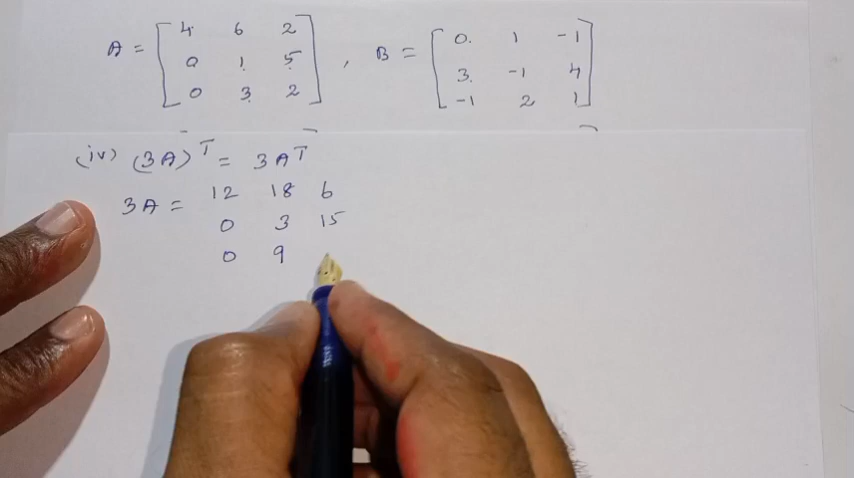 A = [ 4 6 2 , B = [ 0 1 -1
0 1 5 3 -1 4
0 3 2 ] -1 2 1 ]
(iv) (3A)^T = 3A^T
3A = 12 18 6
0 3 15
0 9